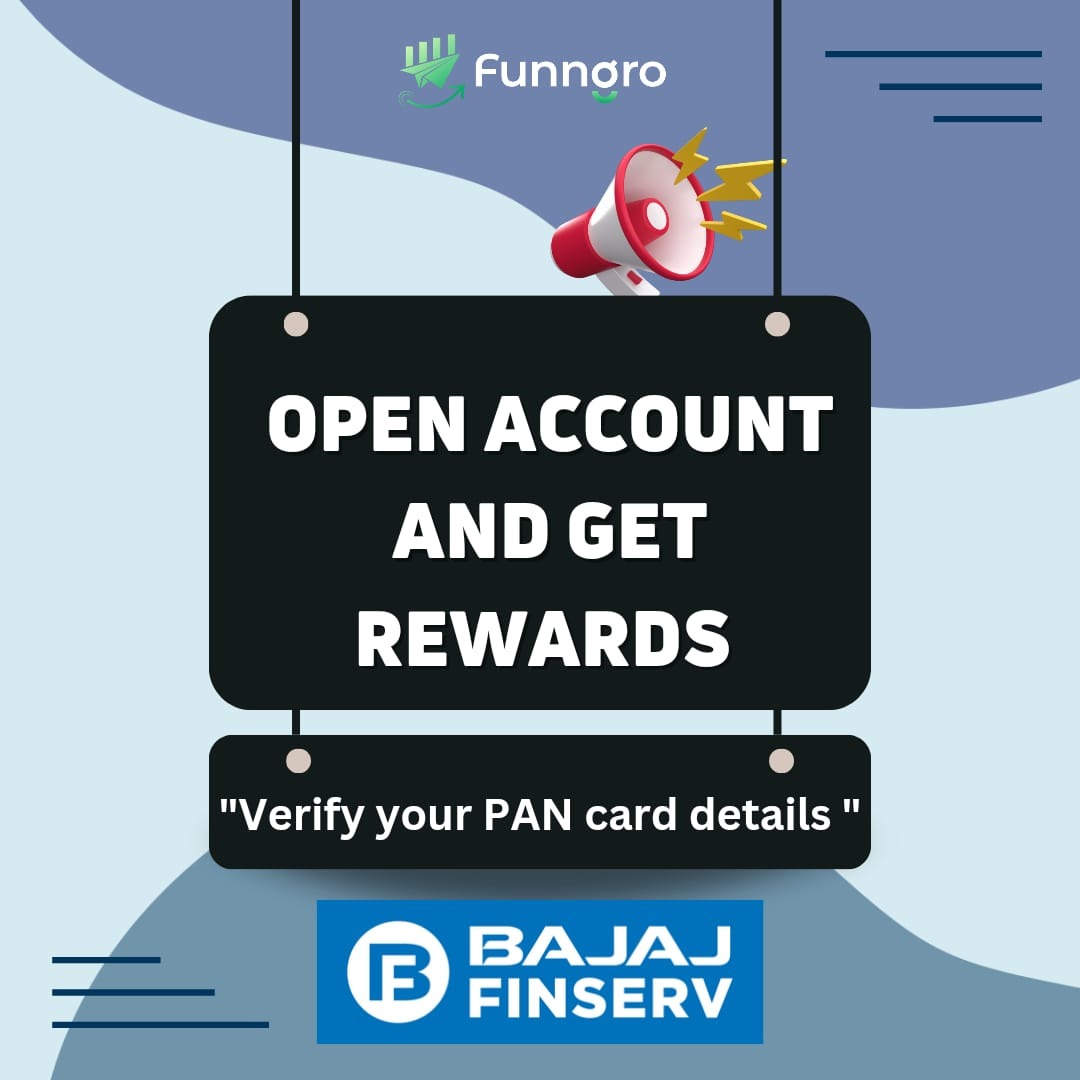 Funngro
OPEN ACCOUNT
AND GET
REWARDS
"Verify your PAN card details "
BAJAJ
FINSERV